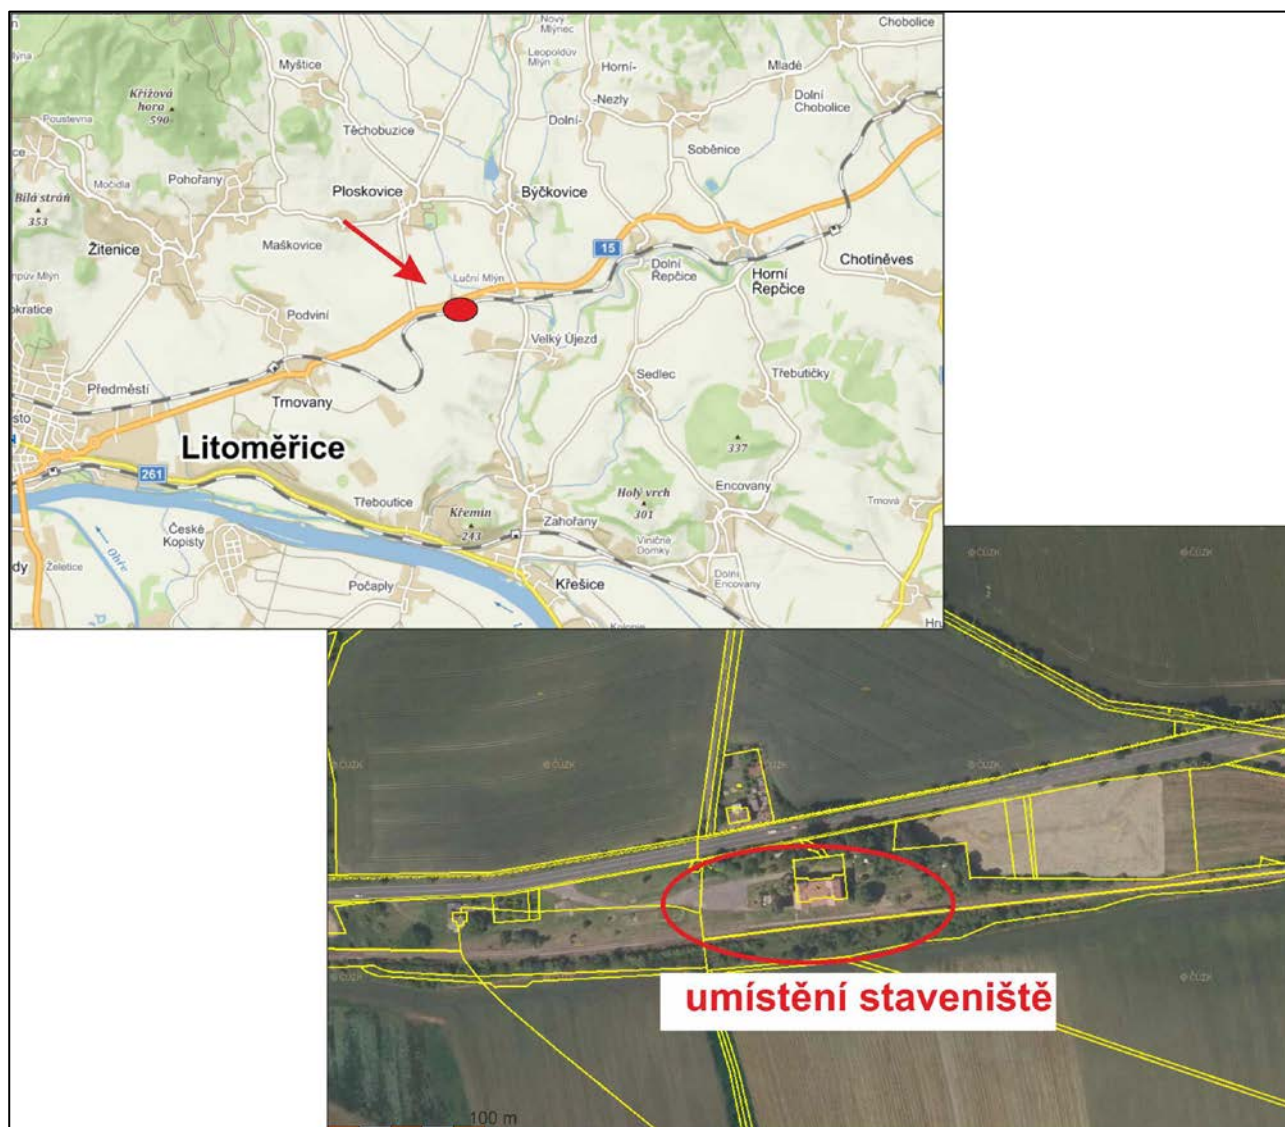 Chobolice
Nový
Mlýnec
Leopoldův
Mlýn
Myštice
Horní-
Mladé
Křížová
hora
590
-Nezly
Dolní
Chobolice
Poustevna
Těchobuzice
Dolní-
Soběnice
Močidla
Pohořany
Ploskovice
Býčkovice
Bílá stráň
353
Žitenice
Maškovice
15
Chotiněves
Luční Mlýn
Dolní
Řepčice
Horní
Řepčice
Podviní
Velký Újezd
Předměstí
Sedlec
Třebutičky
Trnovany
Litoměřice
337
261
Třeboutice
Křemín
243
Holý vrch
301
Encovany
Trnová
České
Kopisty
Zahořany
Viničné
Domky
Ohře
Želetice
Počaply
Křešice
Dolní
Encovany
© ČÚZK
© ČÚZK
© ČÚZK
© ČÚZK
© ČÚZK
© ČÚZK
© ČÚZK
© ČÚZK
umístění staveniště
100 m